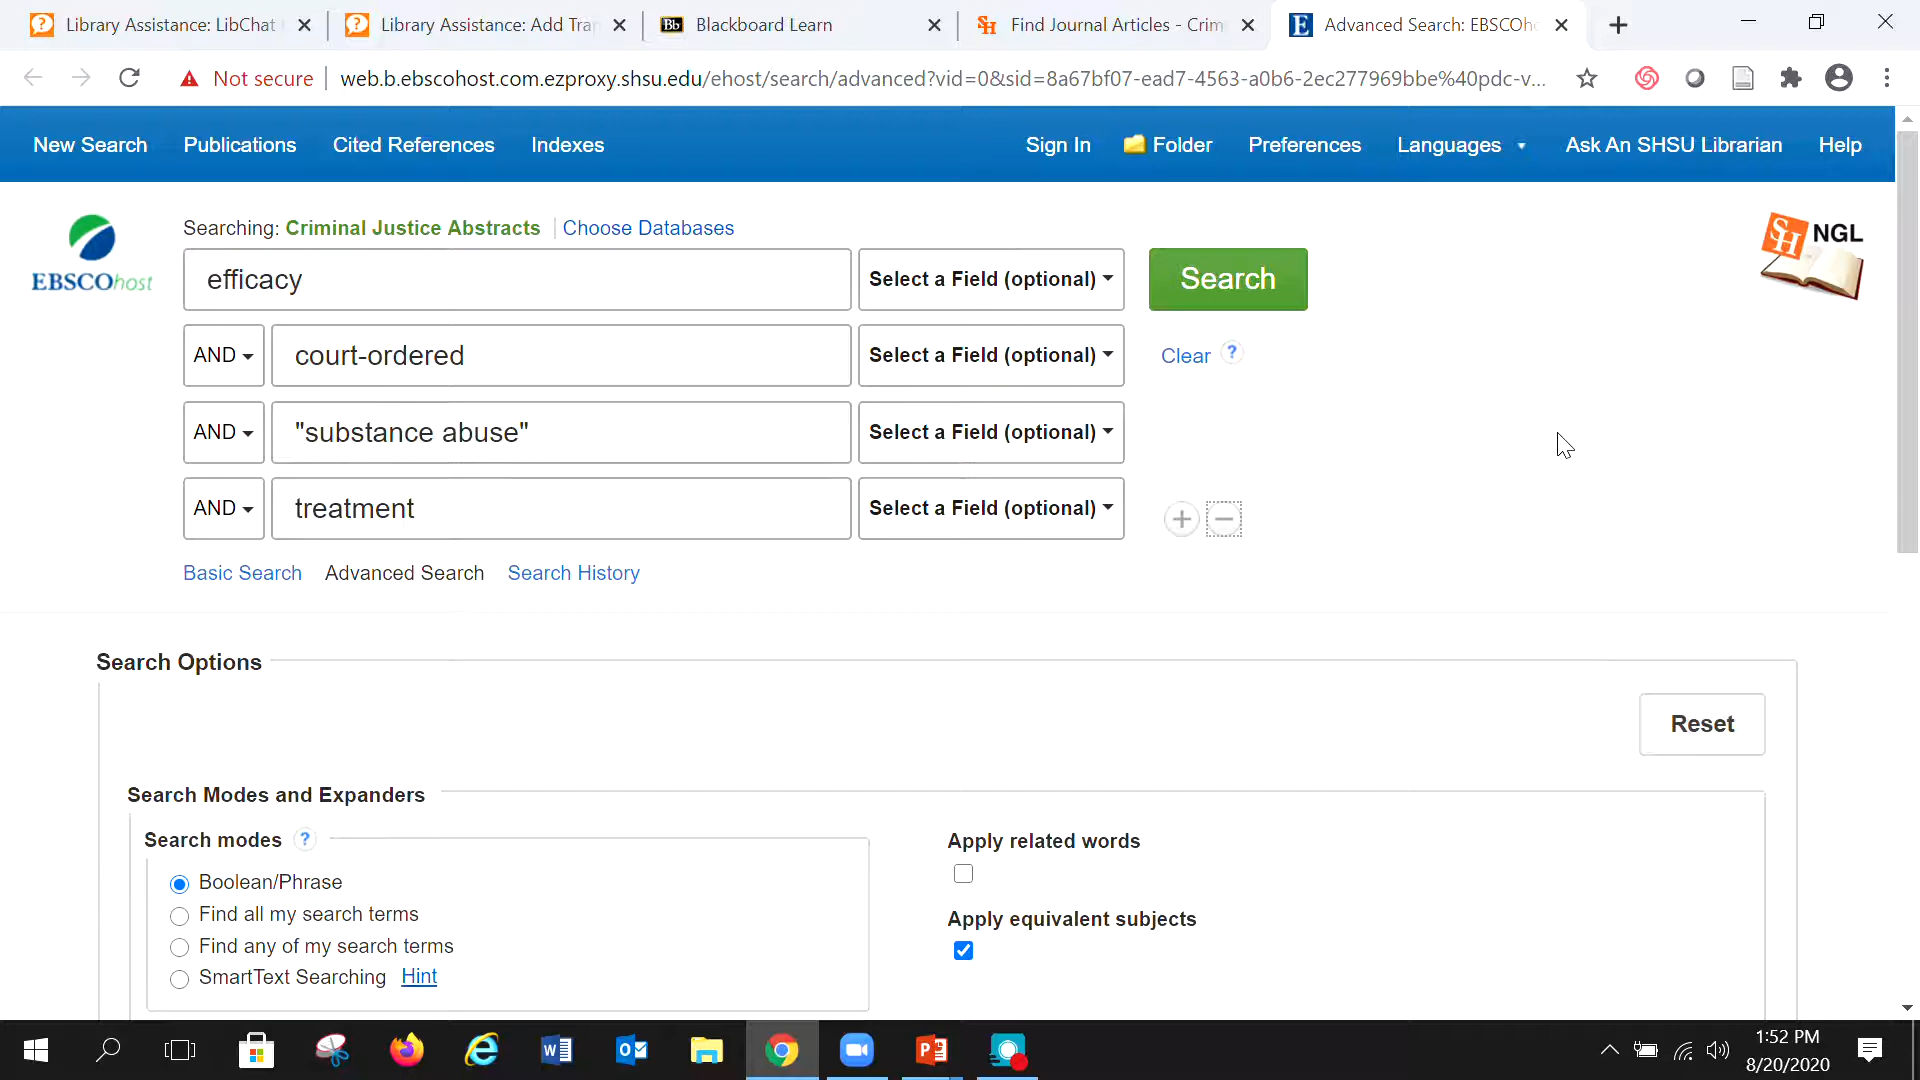 Library Assistance: LibChat
Library Assistance: Add Tra
Blackboard Learn
Find Journal Articles - Crim
Advanced Search: EBSCOh
Not secure
web.b.ebscohost.com.ezproxy.shsu.edu/ehost/search/advanced?vid=0&sid=8a67bf07-ead7-4563-a0b6-2ec277969bbe%40pdc-v...
New Search Publications Cited References Indexes Sign In Folder Preferences Languages Ask An SHSU Librarian Help
EBSCOhost
Searching: Criminal Justice Abstracts Choose Databases
SH NGL
efficacy Select a Field (optional) Search
AND court-ordered Select a Field (optional) Clear ?
AND "substance abuse" Select a Field (optional)
AND treatment Select a Field (optional)
Basic Search Advanced Search Search History
Search Options
Reset
Search Modes and Expanders
Search modes ?
Boolean/Phrase
Find all my search terms
Find any of my search terms
SmartText Searching Hint
Apply related words
Apply equivalent subjects
1:52 PM
8/20/2020